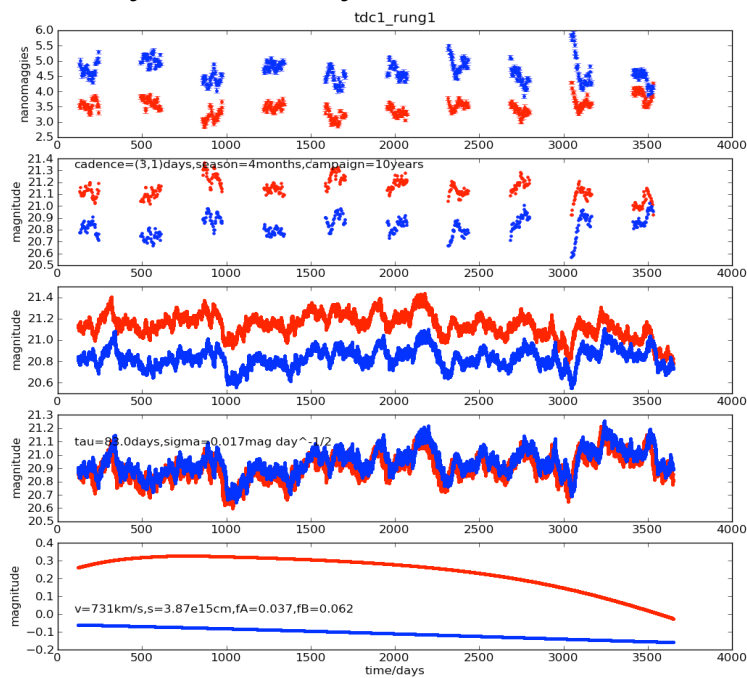 tdc1_rung1
6.0
5.5
5.0
4.5
4.0
3.5
3.0
2.5
nanomaggies
0 500 1000 1500 2000 2500 3000 3500 4000
21.4
21.3
21.2
21.1
21.0
20.9
20.8
20.7
20.6
20.5
magnitude
cadence=(3,1)days,season=4months,campaign=10years
0 500 1000 1500 2000 2500 3000 3500 4000
21.4
21.2
21.0
20.8
20.6
magnitude
0 500 1000 1500 2000 2500 3000 3500 4000
21.3
21.2
21.1
21.0
20.9
20.8
20.7
20.6
20.5
magnitude
tau=83.0days,sigma=0.017mag day^-1/2
0 500 1000 1500 2000 2500 3000 3500 4000
0.4
0.3
0.2
0.1
0.0
−0.1
−0.2
magnitude
v=731km/s,s=3.87e15cm,fA=0.037,fB=0.062
0 500 1000 1500 2000 2500 3000 3500 4000
time/days